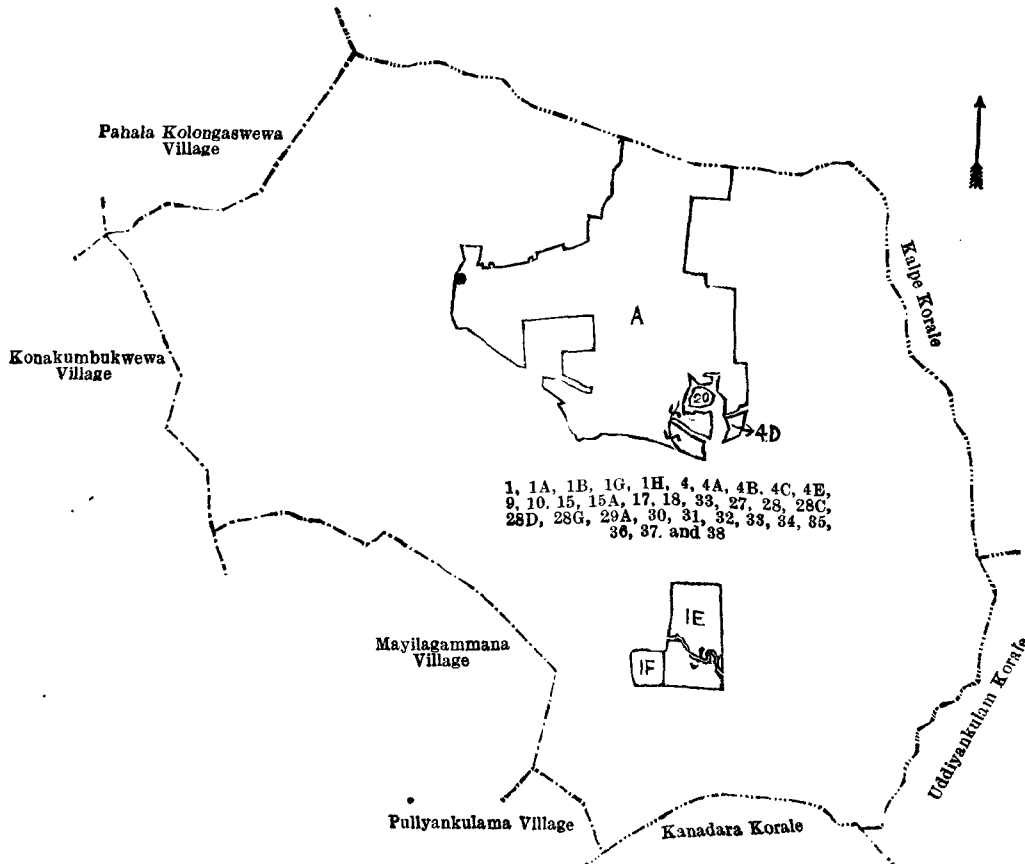 Pahala Kolongaswewa
Village
Kalpe Korale
Konakumbukwewa
Village
A
20
4D
1, 1A, 1B, 1G, 1H, 4, 4A, 4B. 4C, 4E,
9, 10. 15, 15A, 17, 18, 33, 27, 28, 28C,
28D, 28G, 29A, 30, 31, 32, 33, 34, 35,
36, 37. and 38
1E
1F
Mayilagammana
Village
Uddiyankulam Korale
Puliyankulama Village
Kanadara Korale